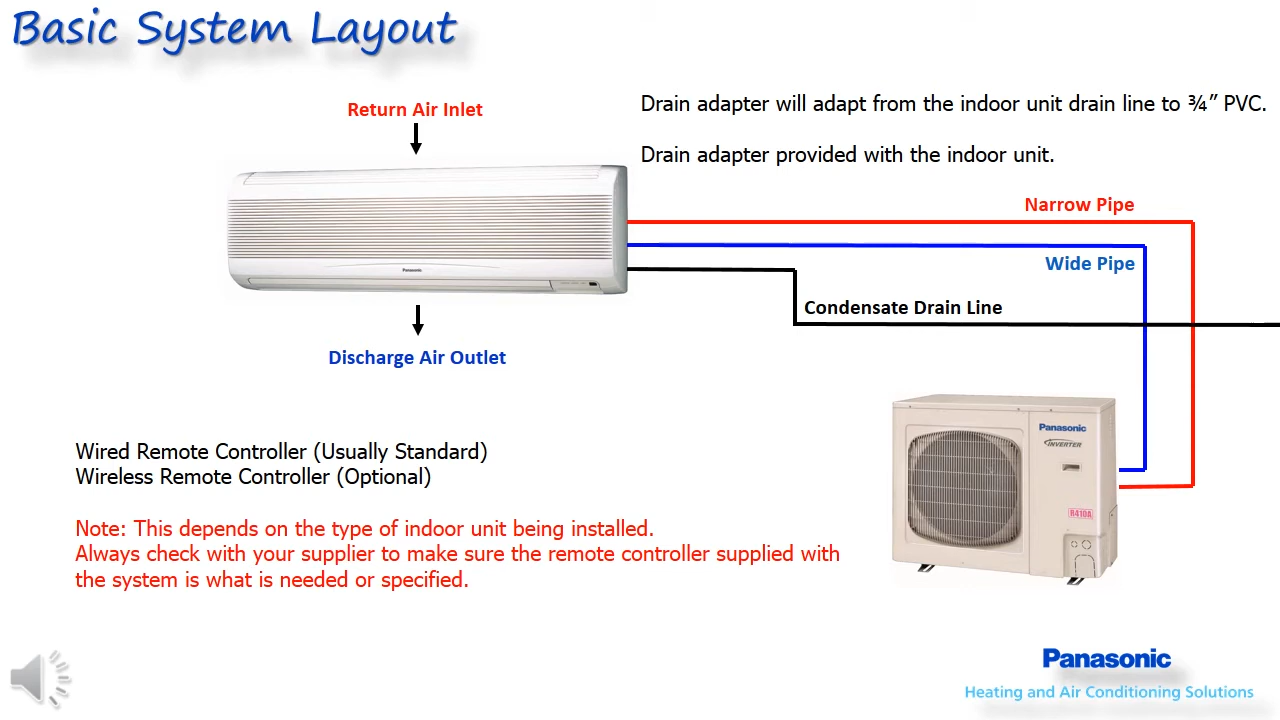 Basic System Layout
Return Air Inlet
Drain adapter will adapt from the indoor unit drain line to ¾” PVC.
Drain adapter provided with the indoor unit.
Narrow Pipe
Wide Pipe
Panasonic
Condensate Drain Line
Discharge Air Outlet
Panasonic
INVERTER
R410A
Wired Remote Controller (Usually Standard)
Wireless Remote Controller (Optional)
Note: This depends on the type of indoor unit being installed.
Always check with your supplier to make sure the remote controller supplied with
the system is what is needed or specified.
Panasonic
Heating and Air Conditioning Solutions